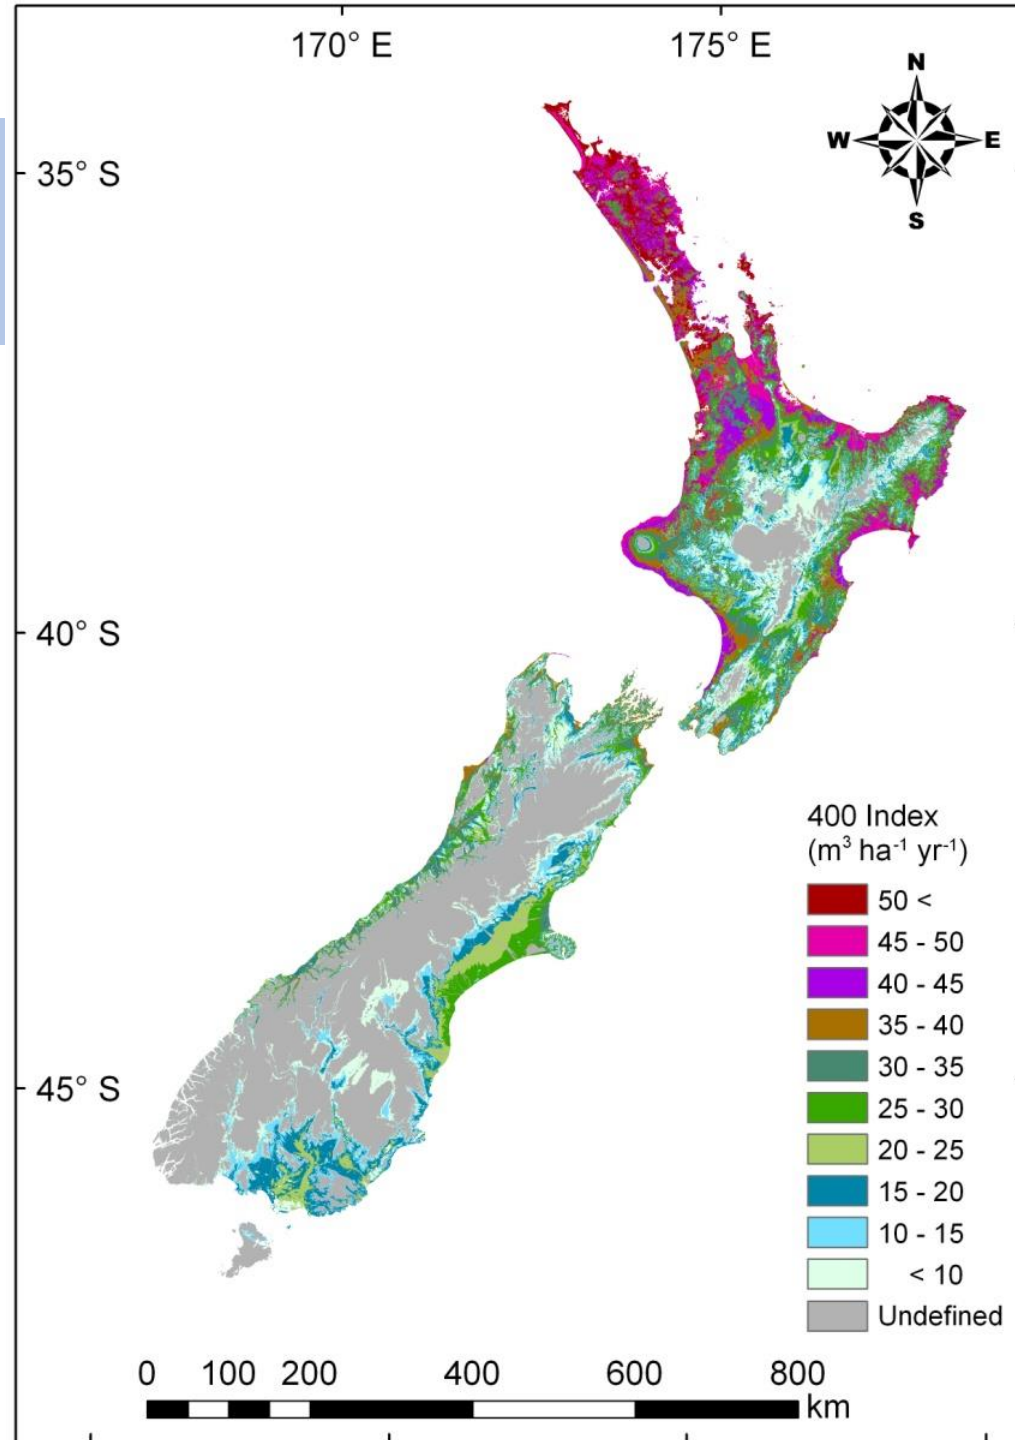 170° E 175° E
N
W E
S
35° S
40° S
45° S
400 Index
(m³ ha⁻¹ yr⁻¹)
50 <
45 - 50
40 - 45
35 - 40
30 - 35
25 - 30
20 - 25
15 - 20
10 - 15
< 10
Undefined
0 100 200 400 600 800
km